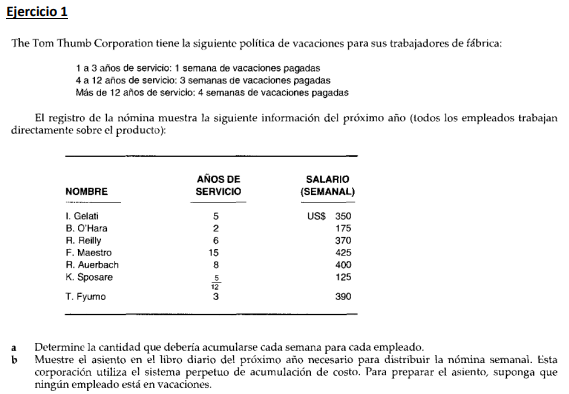 Ejercicio 1
The Tom Thumb Corporation tiene la siguiente política de vacaciones para sus trabajadores de fábrica:
1 a 3 años de servicio: 1 semana de vacaciones pagadas
4 a 12 años de servicio: 3 semanas de vacaciones pagadas
Más de 12 años de servicio: 4 semanas de vacaciones pagadas
El registro de la nómina muestra la siguiente información del próximo año (todos los empleados trabajan
directamente sobre el producto):
NOMBRE AÑOS DE SERVICIO SALARIO (SEMANAL)
I. Gelati 5 US$ 350
B. O'Hara 2 175
R. Reilly 6 370
F. Maestro 15 425
R. Auerbach 8 400
K. Sposare 5/12 125
T. Fyumo 3 390
a Determine la cantidad que debería acumularse cada semana para cada empleado.
b Muestre el asiento en el libro diario del próximo año necesario para distribuir la nómina semanal. Esta
corporación utiliza el sistema perpetuo de acumulación de costo. Para preparar el asiento, suponga que
ningún empleado está en vacaciones.